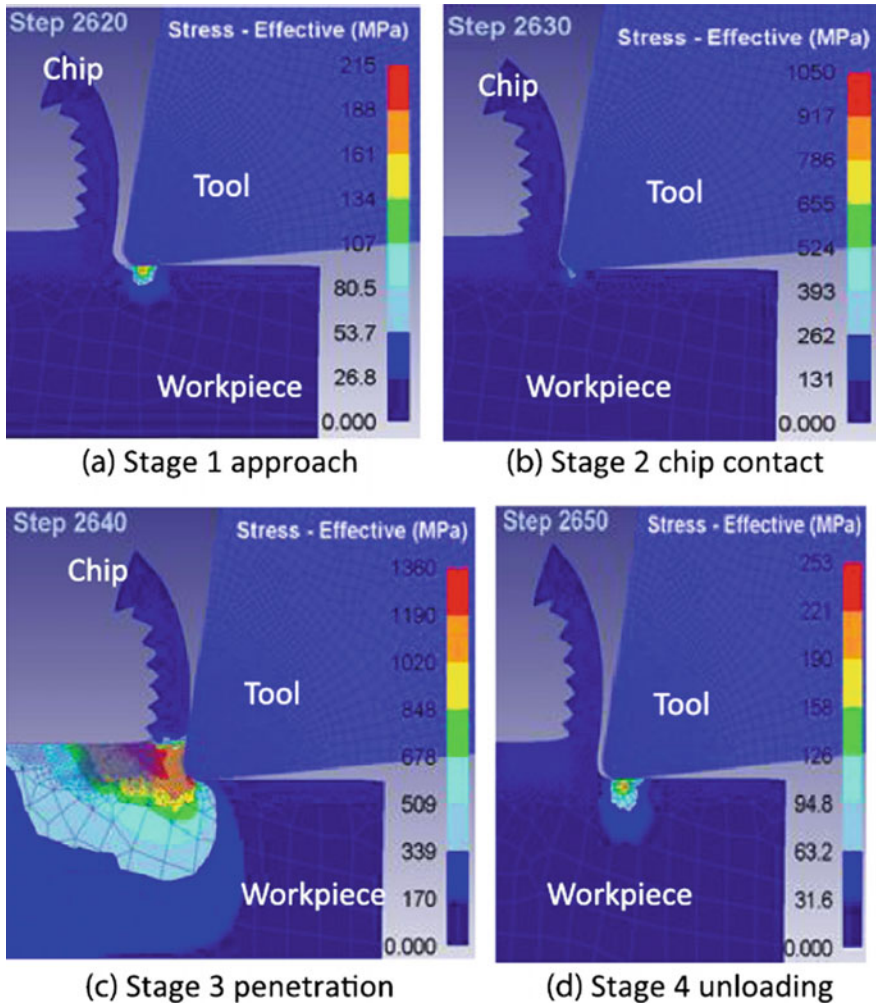 Step 2620
Stress - Effective (MPa)
Chip
215
188
161
Tool
134
107
80.5
53.7
Workpiece
26.8
0.000
(a) Stage 1 approach
Step 2630
Stress - Effective (MPa)
Chip
1050
917
786
Tool
655
524
393
262
Workpiece
131
0.000
(b) Stage 2 chip contact
Step 2640
Stress - Effective (MPa)
Chip
1360
1190
1020
Tool
848
678
509
339
Workpiece
170
0.000
(c) Stage 3 penetration
Step 2650
Stress - Effective (MPa)
Chip
253
221
190
Tool
158
126
94.8
63.2
Workpiece
31.6
0.000
(d) Stage 4 unloading